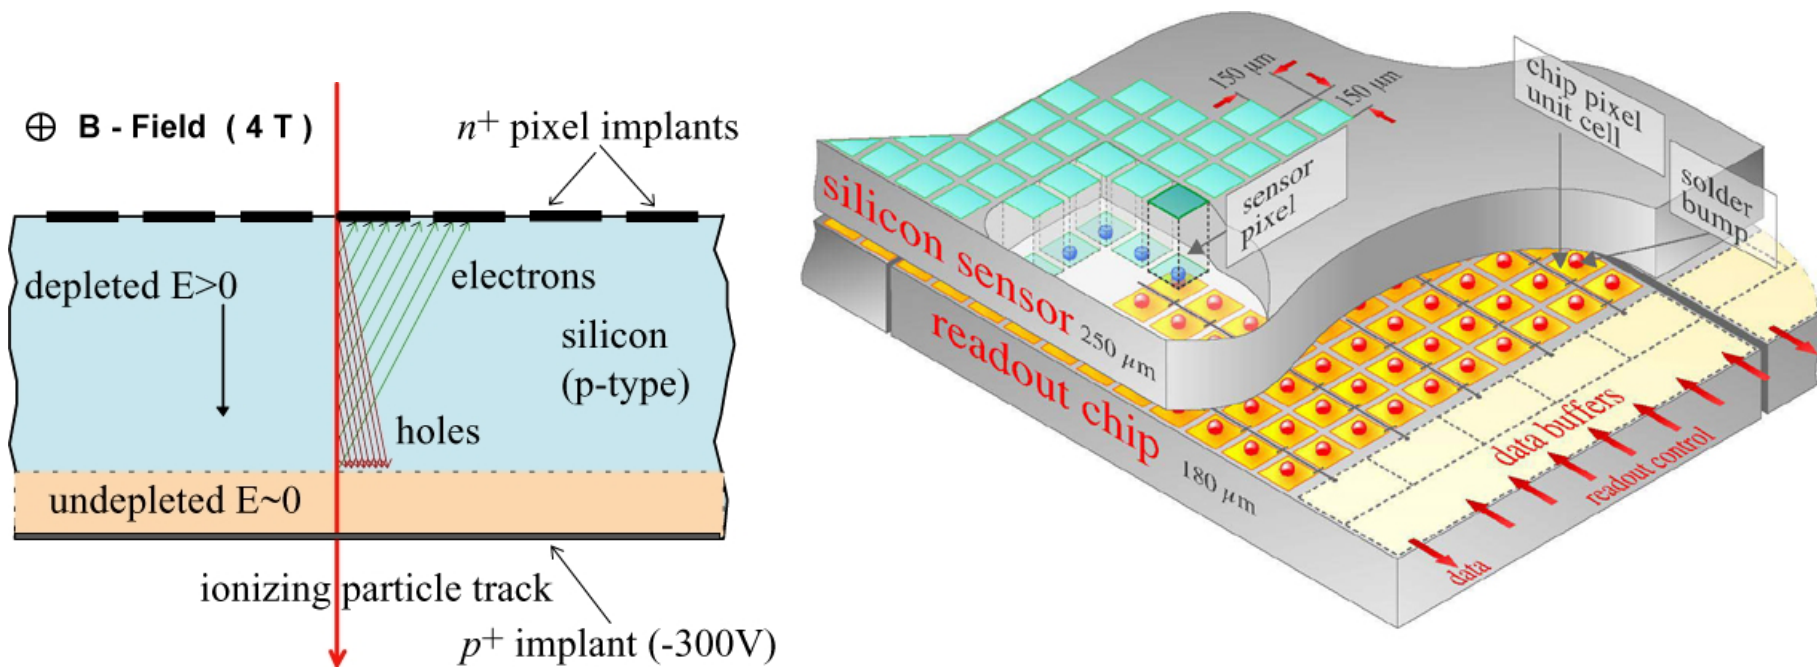 ⊕ B - Field ( 4 T )
n+ pixel implants
depleted E>0
electrons
silicon
(p-type)
holes
undepleted E~0
ionizing particle track
p+ implant (-300V)
150 μm
150 μm
chip pixel
unit cell
solder
bump
sensor
pixel
silicon sensor 250 μm
readout chip 180 μm
data buffers
readout control
data